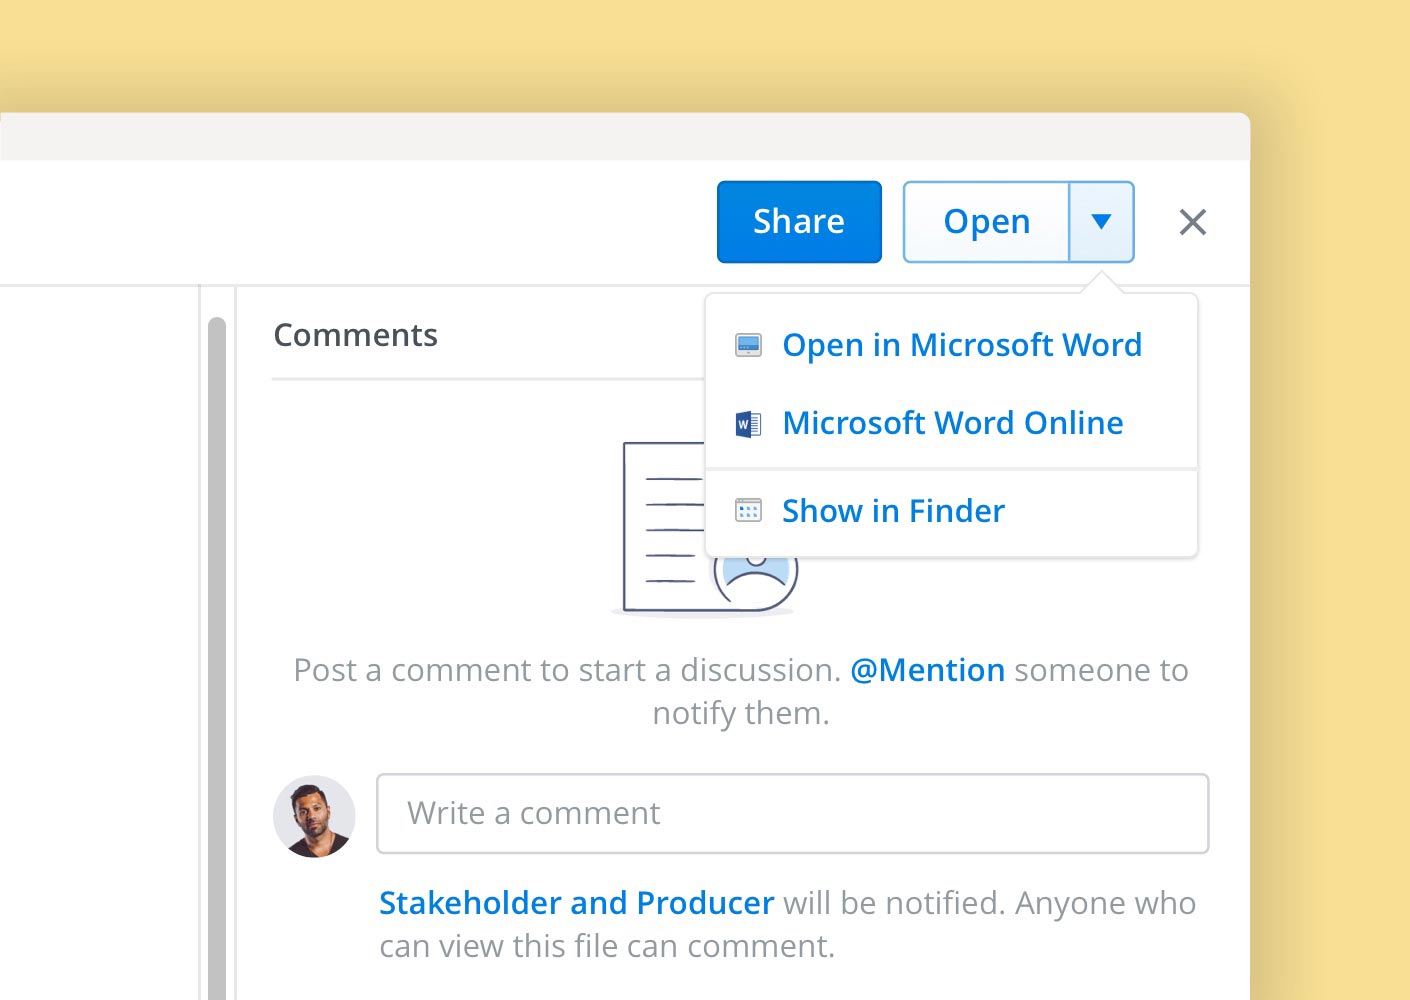 Share
Open
Comments
Open in Microsoft Word
W
Microsoft Word Online
Show in Finder
Post a comment to start a discussion. @Mention someone to
notify them.
Write a comment
Stakeholder and Producer will be notified. Anyone who
can view this file can comment.